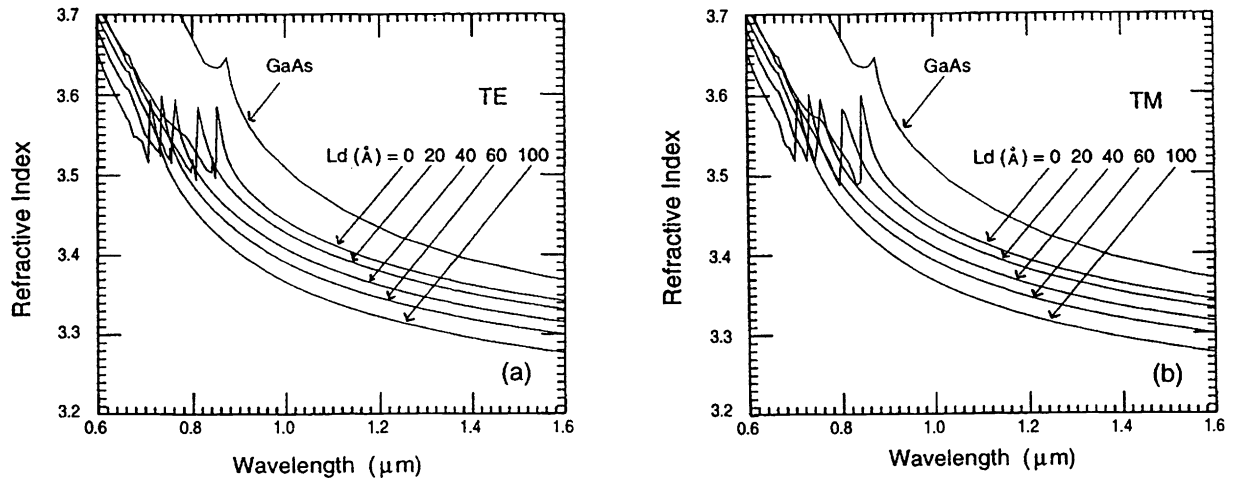 3.7
3.6
3.5
3.4
3.3
3.2
Refractive Index
GaAs
TE
Ld (Å) = 0 20 40 60 100
(a)
0.6 0.8 1.0 1.2 1.4 1.6
Wavelength (μm)
3.7
3.6
3.5
3.4
3.3
3.2
Refractive Index
GaAs
TM
Ld (Å) = 0 20 40 60 100
(b)
0.6 0.8 1.0 1.2 1.4 1.6
Wavelength (μm)